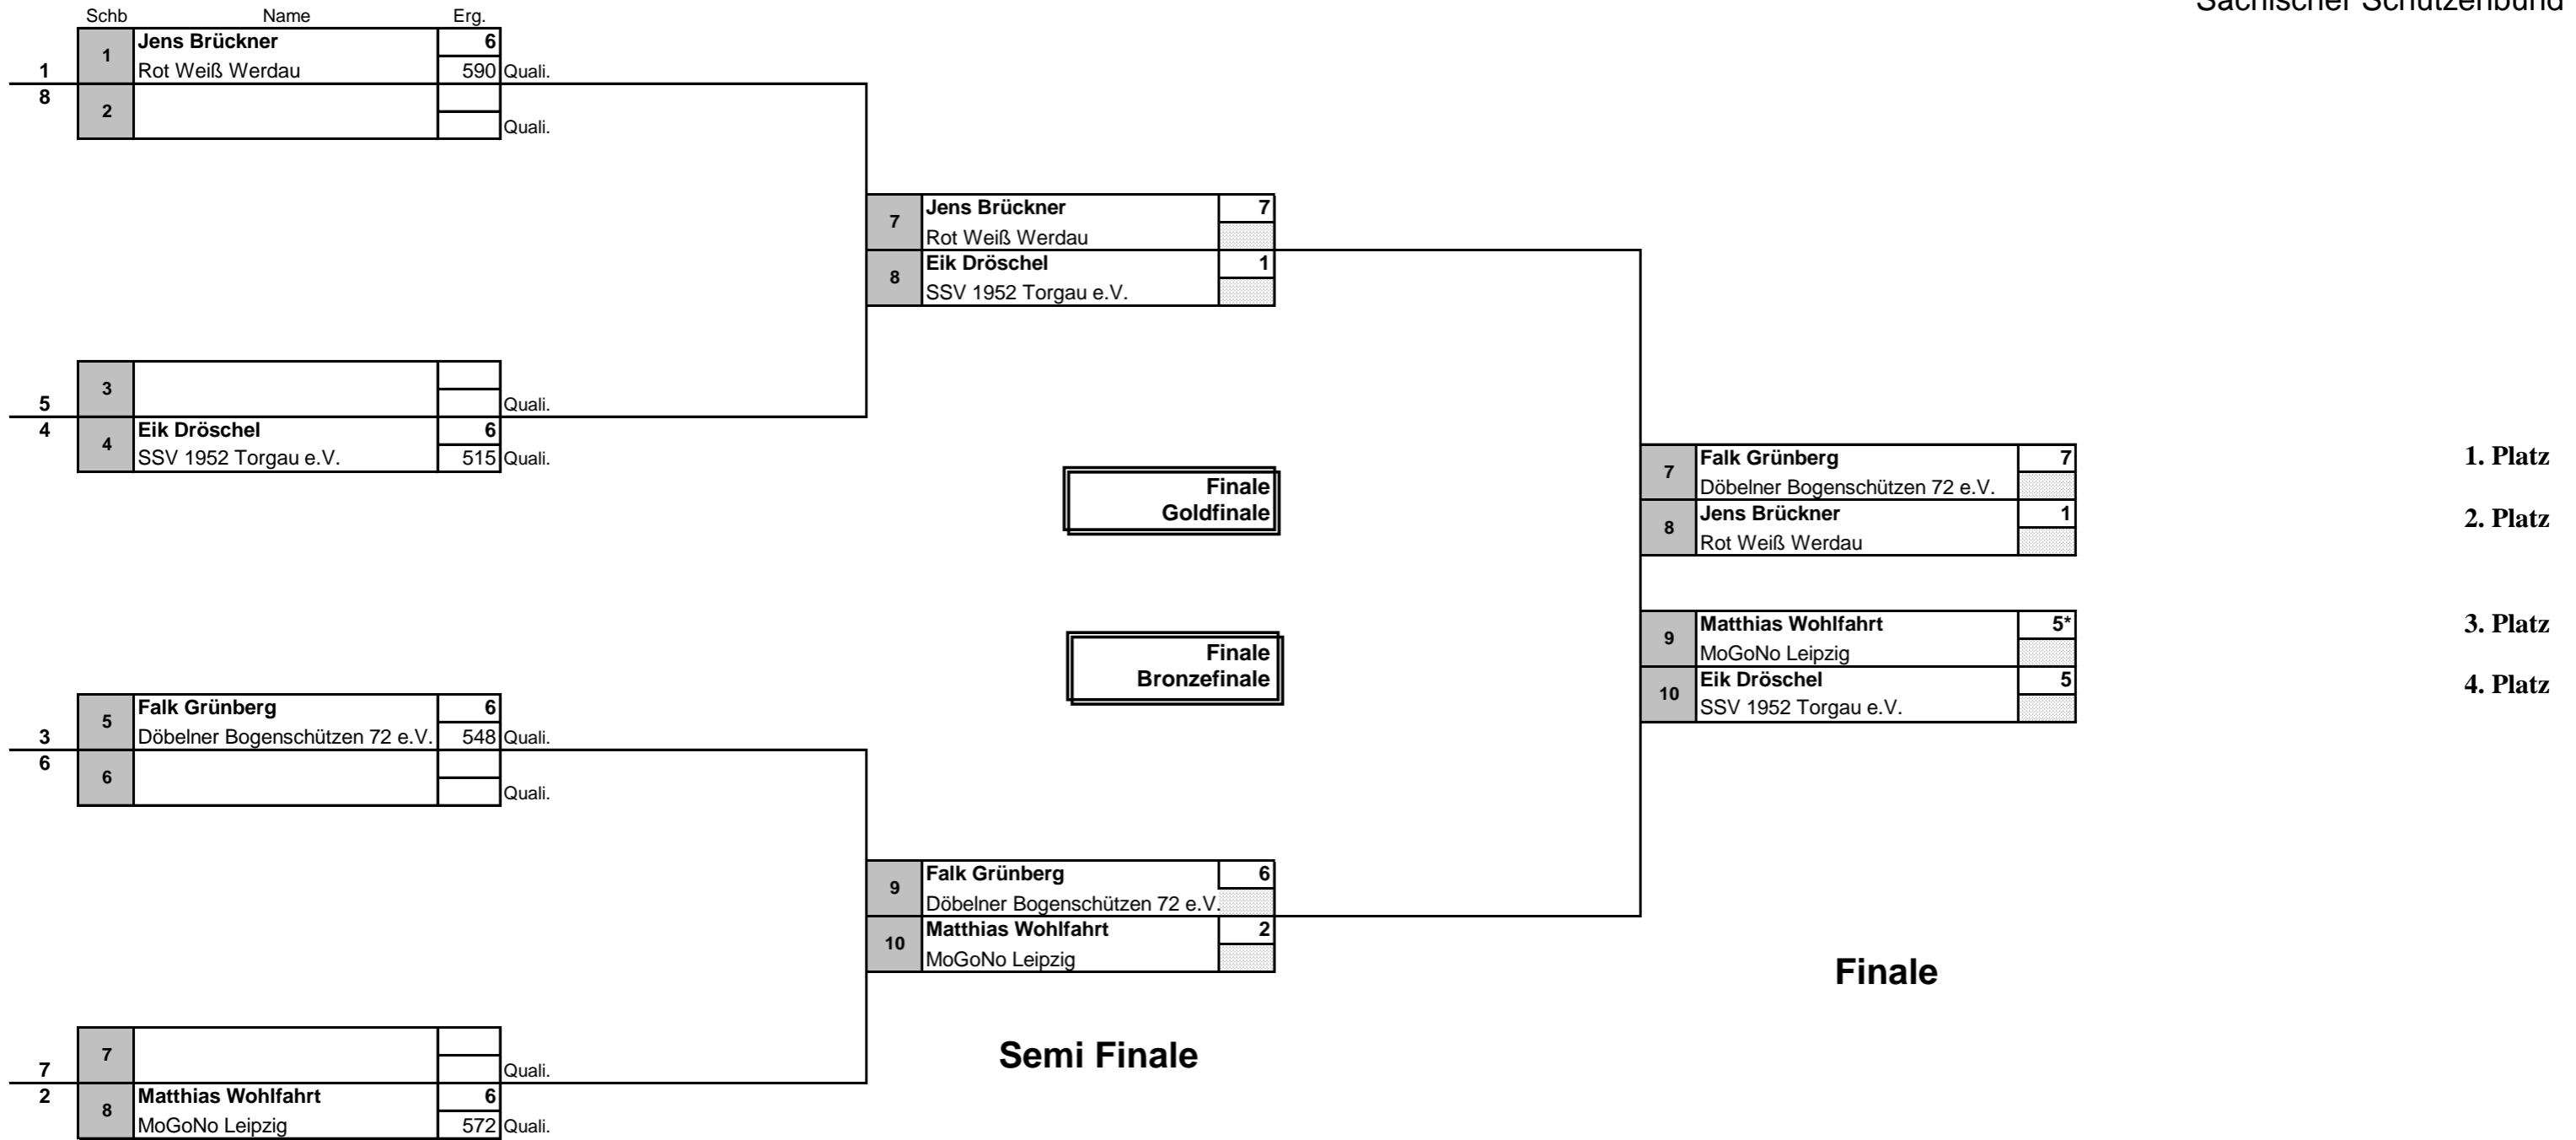 Sächsischer Schützenbund
Schb Name Erg.
1 Jens Brückner 6
1 Rot Weiß Werdau 590 Quali.
8
2
Quali.
7 Jens Brückner 7
Rot Weiß Werdau
8 Eik Dröschel 1
SSV 1952 Torgau e.V.
3
5 Quali.
4 4 Eik Dröschel 6
SSV 1952 Torgau e.V. 515 Quali.
Finale
Goldfinale
7 Falk Grünberg 7 1. Platz
Döbelner Bogenschützen 72 e.V.
8 Jens Brückner 1 2. Platz
Rot Weiß Werdau
Finale
Bronzefinale
9 Matthias Wohlfahrt 5* 3. Platz
MoGoNo Leipzig
10 Eik Dröschel 5 4. Platz
SSV 1952 Torgau e.V.
5 Falk Grünberg 6
3 Döbelner Bogenschützen 72 e.V. 548 Quali.
6
6
Quali.
9 Falk Grünberg 6
Döbelner Bogenschützen 72 e.V.
10 Matthias Wohlfahrt 2
MoGoNo Leipzig
Finale
Semi Finale
7
7 Quali.
2 8 Matthias Wohlfahrt 6
MoGoNo Leipzig 572 Quali.